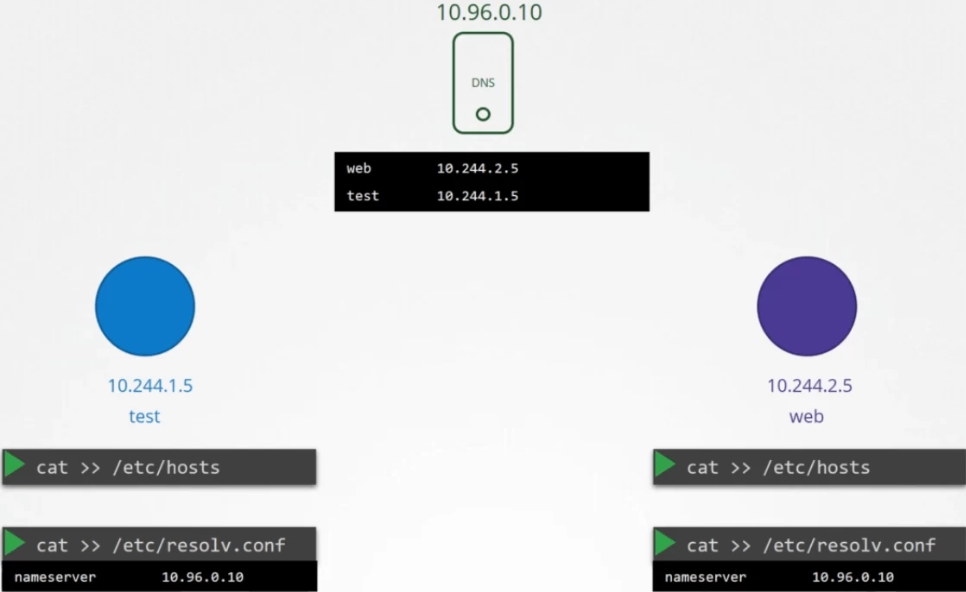 10.96.0.10
DNS
web 10.244.2.5
test 10.244.1.5
10.244.1.5
test
cat >> /etc/hosts
cat >> /etc/resolv.conf
nameserver 10.96.0.10
10.244.2.5
web
cat >> /etc/hosts
cat >> /etc/resolv.conf
nameserver 10.96.0.10